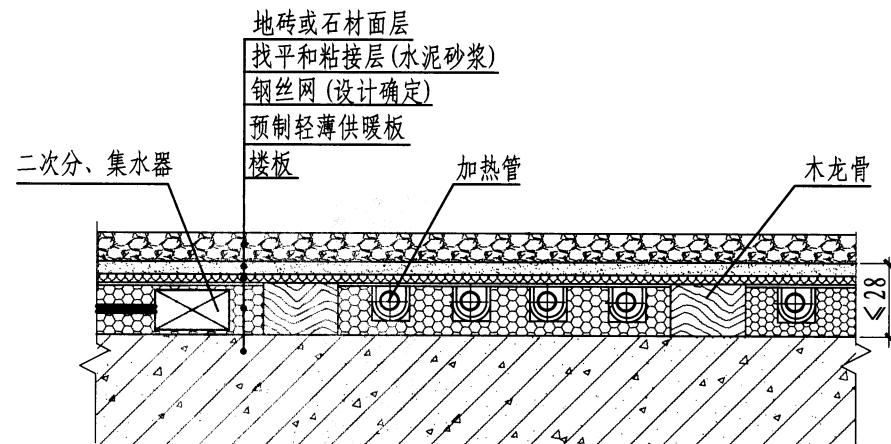 地砖或石材面层
找平和粘接层(水泥砂浆)
钢丝网(设计确定)
预制轻薄供暖板
楼板
二次分、集水器
加热管
木龙骨
≤28